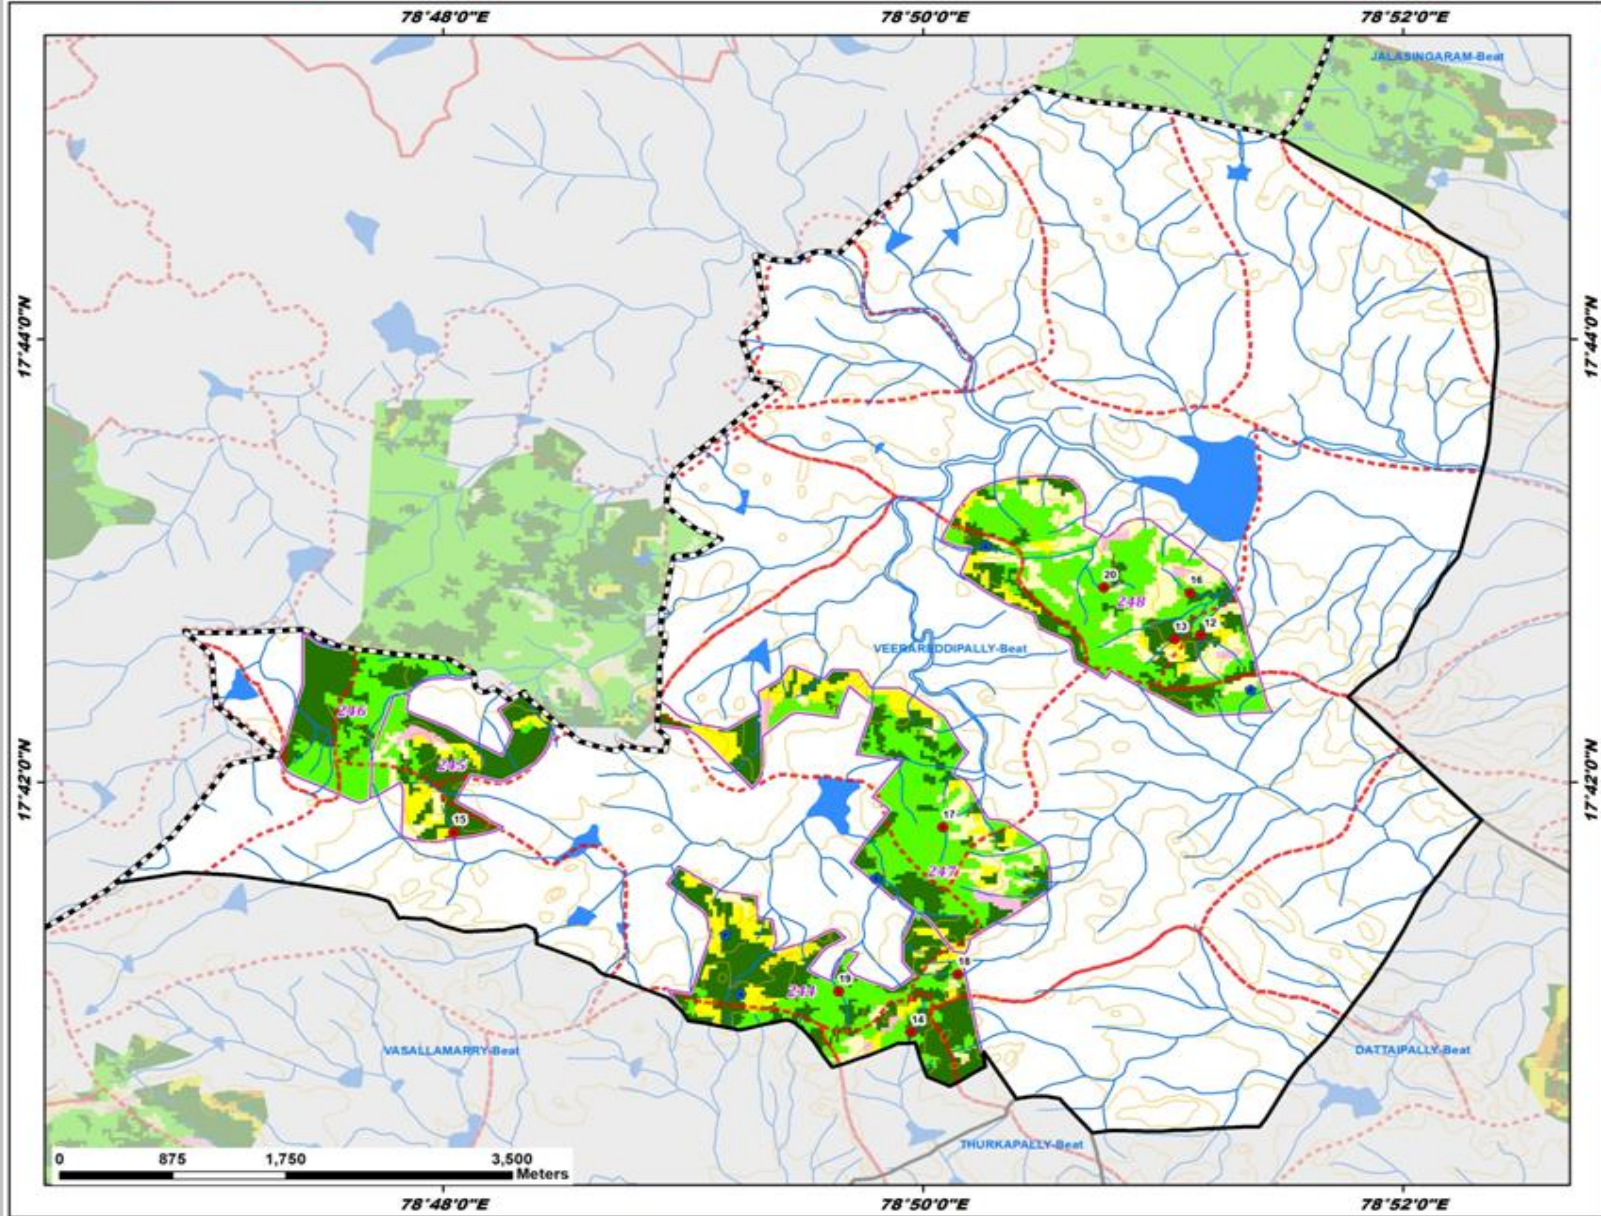 78°48'0"E 78°50'0"E 78°52'0"E
JALASINGARAM-Beat
17°44'0"N 17°44'0"N
20 16
248
13 12
VEERAREDDIPALLY-Beat
246
245
17°42'0"N 17°42'0"N
15
17
247
18
244 19
14
VASALLAMARRY-Beat DATTAIPALLY-Beat
THURKAPALLY-Beat
0 875 1,750 3,500
Meters
78°48'0"E 78°50'0"E 78°52'0"E